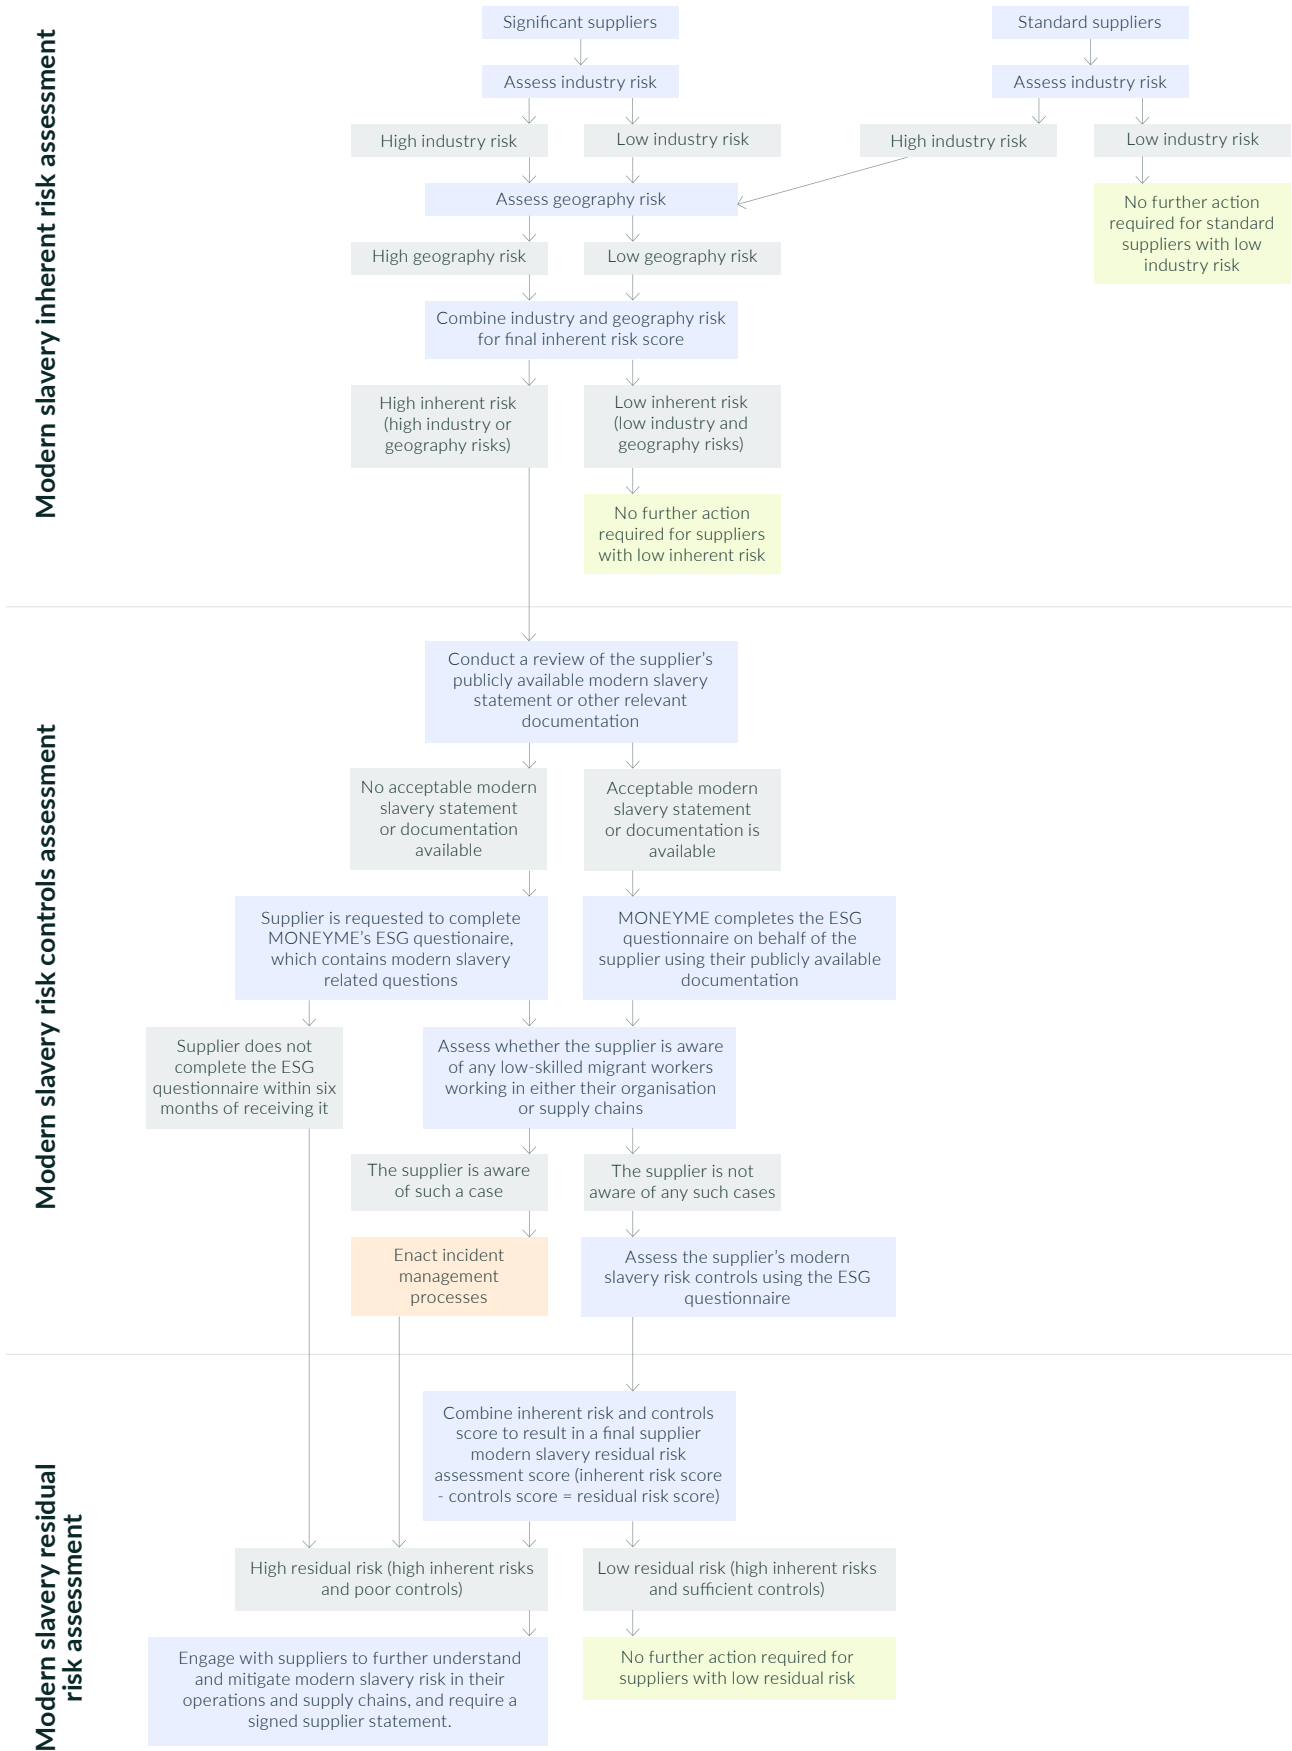 Modern slavery inherent risk assessment
Significant suppliers
Standard suppliers
Assess industry risk
Assess industry risk
High industry risk
Low industry risk
High industry risk
Low industry risk
Assess geography risk
No further action
required for standard
suppliers with low
industry risk
High geography risk
Low geography risk
Combine industry and geography risk
for final inherent risk score
High inherent risk
(high industry or
geography risks)
Low inherent risk
(low industry and
geography risks)
No further action
required for suppliers
with low inherent risk
Modern slavery risk controls assessment
Conduct a review of the supplier’s
publicly available modern slavery
statement or other relevant
documentation
No acceptable modern
slavery statement
or documentation
available
Acceptable modern
slavery statement
or documentation is
available
Supplier is requested to complete
MONEYME’s ESG questionaire,
which contains modern slavery
related questions
MONEYME completes the ESG
questionnaire on behalf of the
supplier using their publicly available
documentation
Supplier does not
complete the ESG
questionnaire within six
months of receiving it
Assess whether the supplier is aware
of any low-skilled migrant workers
working in either their organisation
or supply chains
The supplier is aware
of such a case
The supplier is not
aware of any such cases
Enact incident
management
processes
Assess the supplier’s modern
slavery risk controls using the ESG
questionnaire
Modern slavery residual
risk assessment
Combine inherent risk and controls
score to result in a final supplier
modern slavery residual risk
assessment score (inherent risk score
- controls score = residual risk score)
High residual risk (high inherent risks
and poor controls)
Low residual risk (high inherent risks
and sufficient controls)
Engage with suppliers to further understand
and mitigate modern slavery risk in their
operations and supply chains, and require a
signed supplier statement.
No further action required for
suppliers with low residual risk